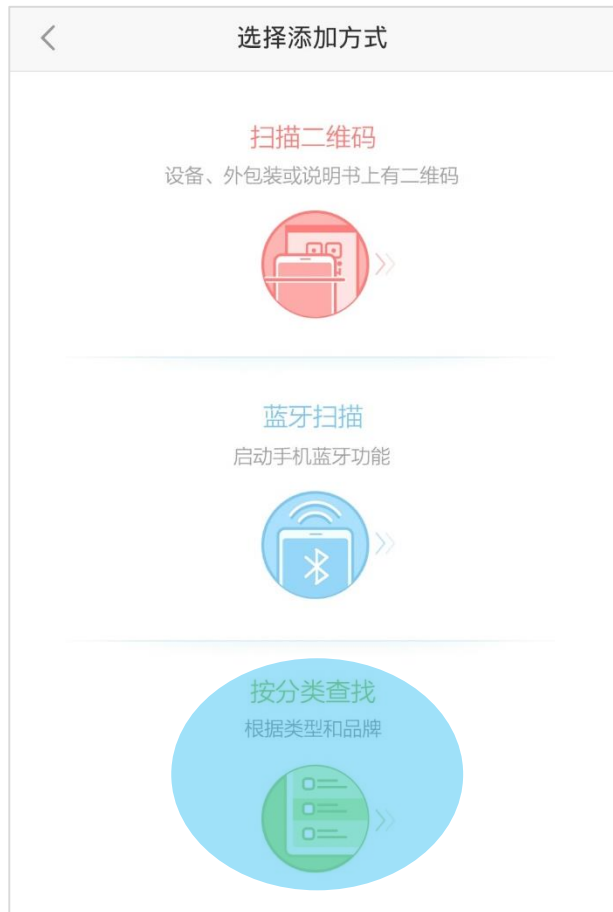 选择添加方式
扫描二维码
设备、外包装或说明书上有二维码
蓝牙扫描
启动手机蓝牙功能
按分类查找
根据类型和品牌